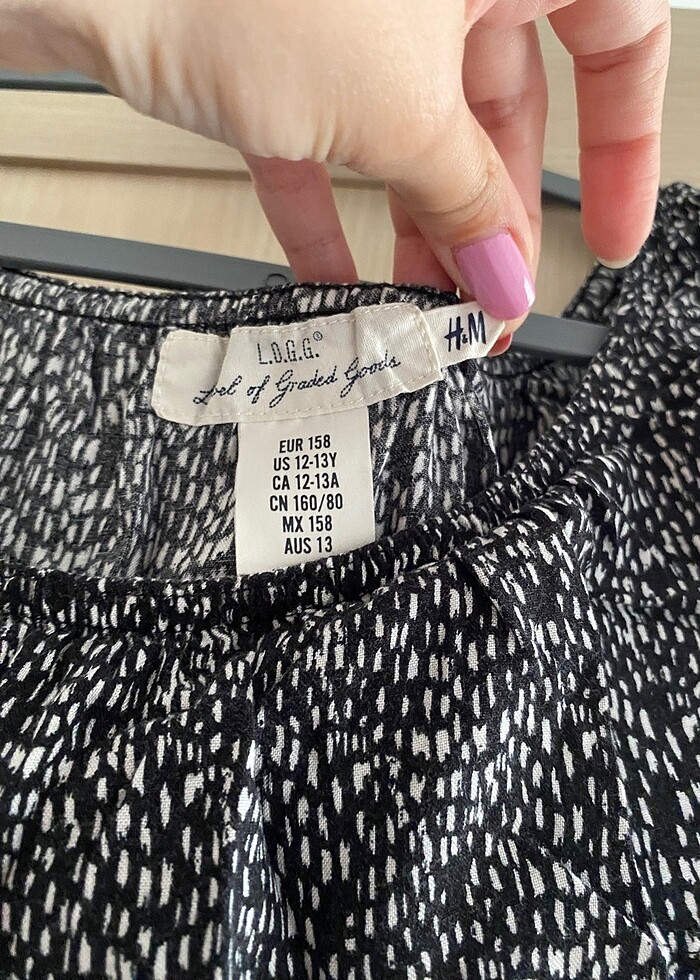 L.O.G.G.®
Label of Graded Goods
H&M
EUR 158
US 12-13Y
CA 12-13A
CN 160/80
MX 158
AUS 13